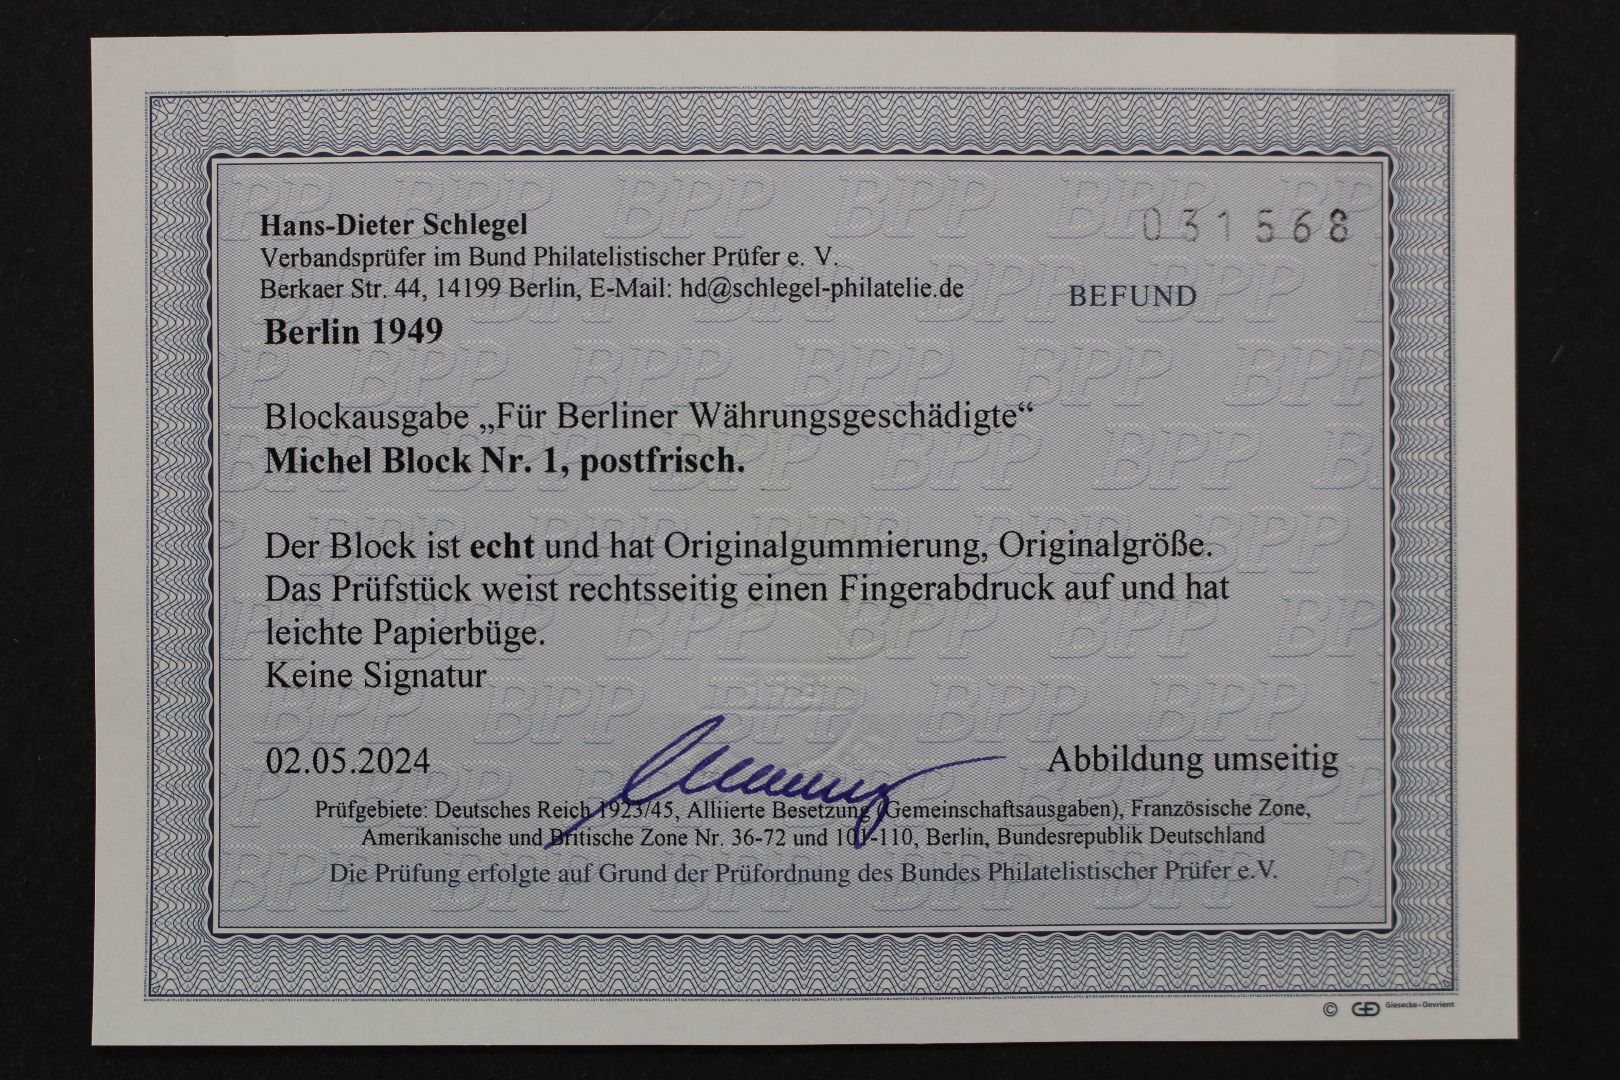 031568
Hans-Dieter Schlegel
Verbandsprüfer im Bund Philatelistischer Prüfer e. V.
Berkaer Str. 44, 14199 Berlin, E-Mail: hd@schlegel-philatelie.de
BEFUND
Berlin 1949
Blockausgabe „Für Berliner Währungsgeschädigte“
Michel Block Nr. 1, postfrisch.
Der Block ist echt und hat Originalgummierung, Originalgröße.
Das Prüfstück weist rechtsseitig einen Fingerabdruck auf und hat
leichte Papierbüge.
Keine Signatur
02.05.2024
Abbildung umseitig
Prüfgebiete: Deutsches Reich 1923/45, Alliierte Besetzung (Gemeinschaftsausgaben), Französische Zone,
Amerikanische und Britische Zone Nr. 36-72 und 101-110, Berlin, Bundesrepublik Deutschland
Die Prüfung erfolgte auf Grund der Prüfordnung des Bundes Philatelistischer Prüfer e.V.
© GD Giesecke+Devrient